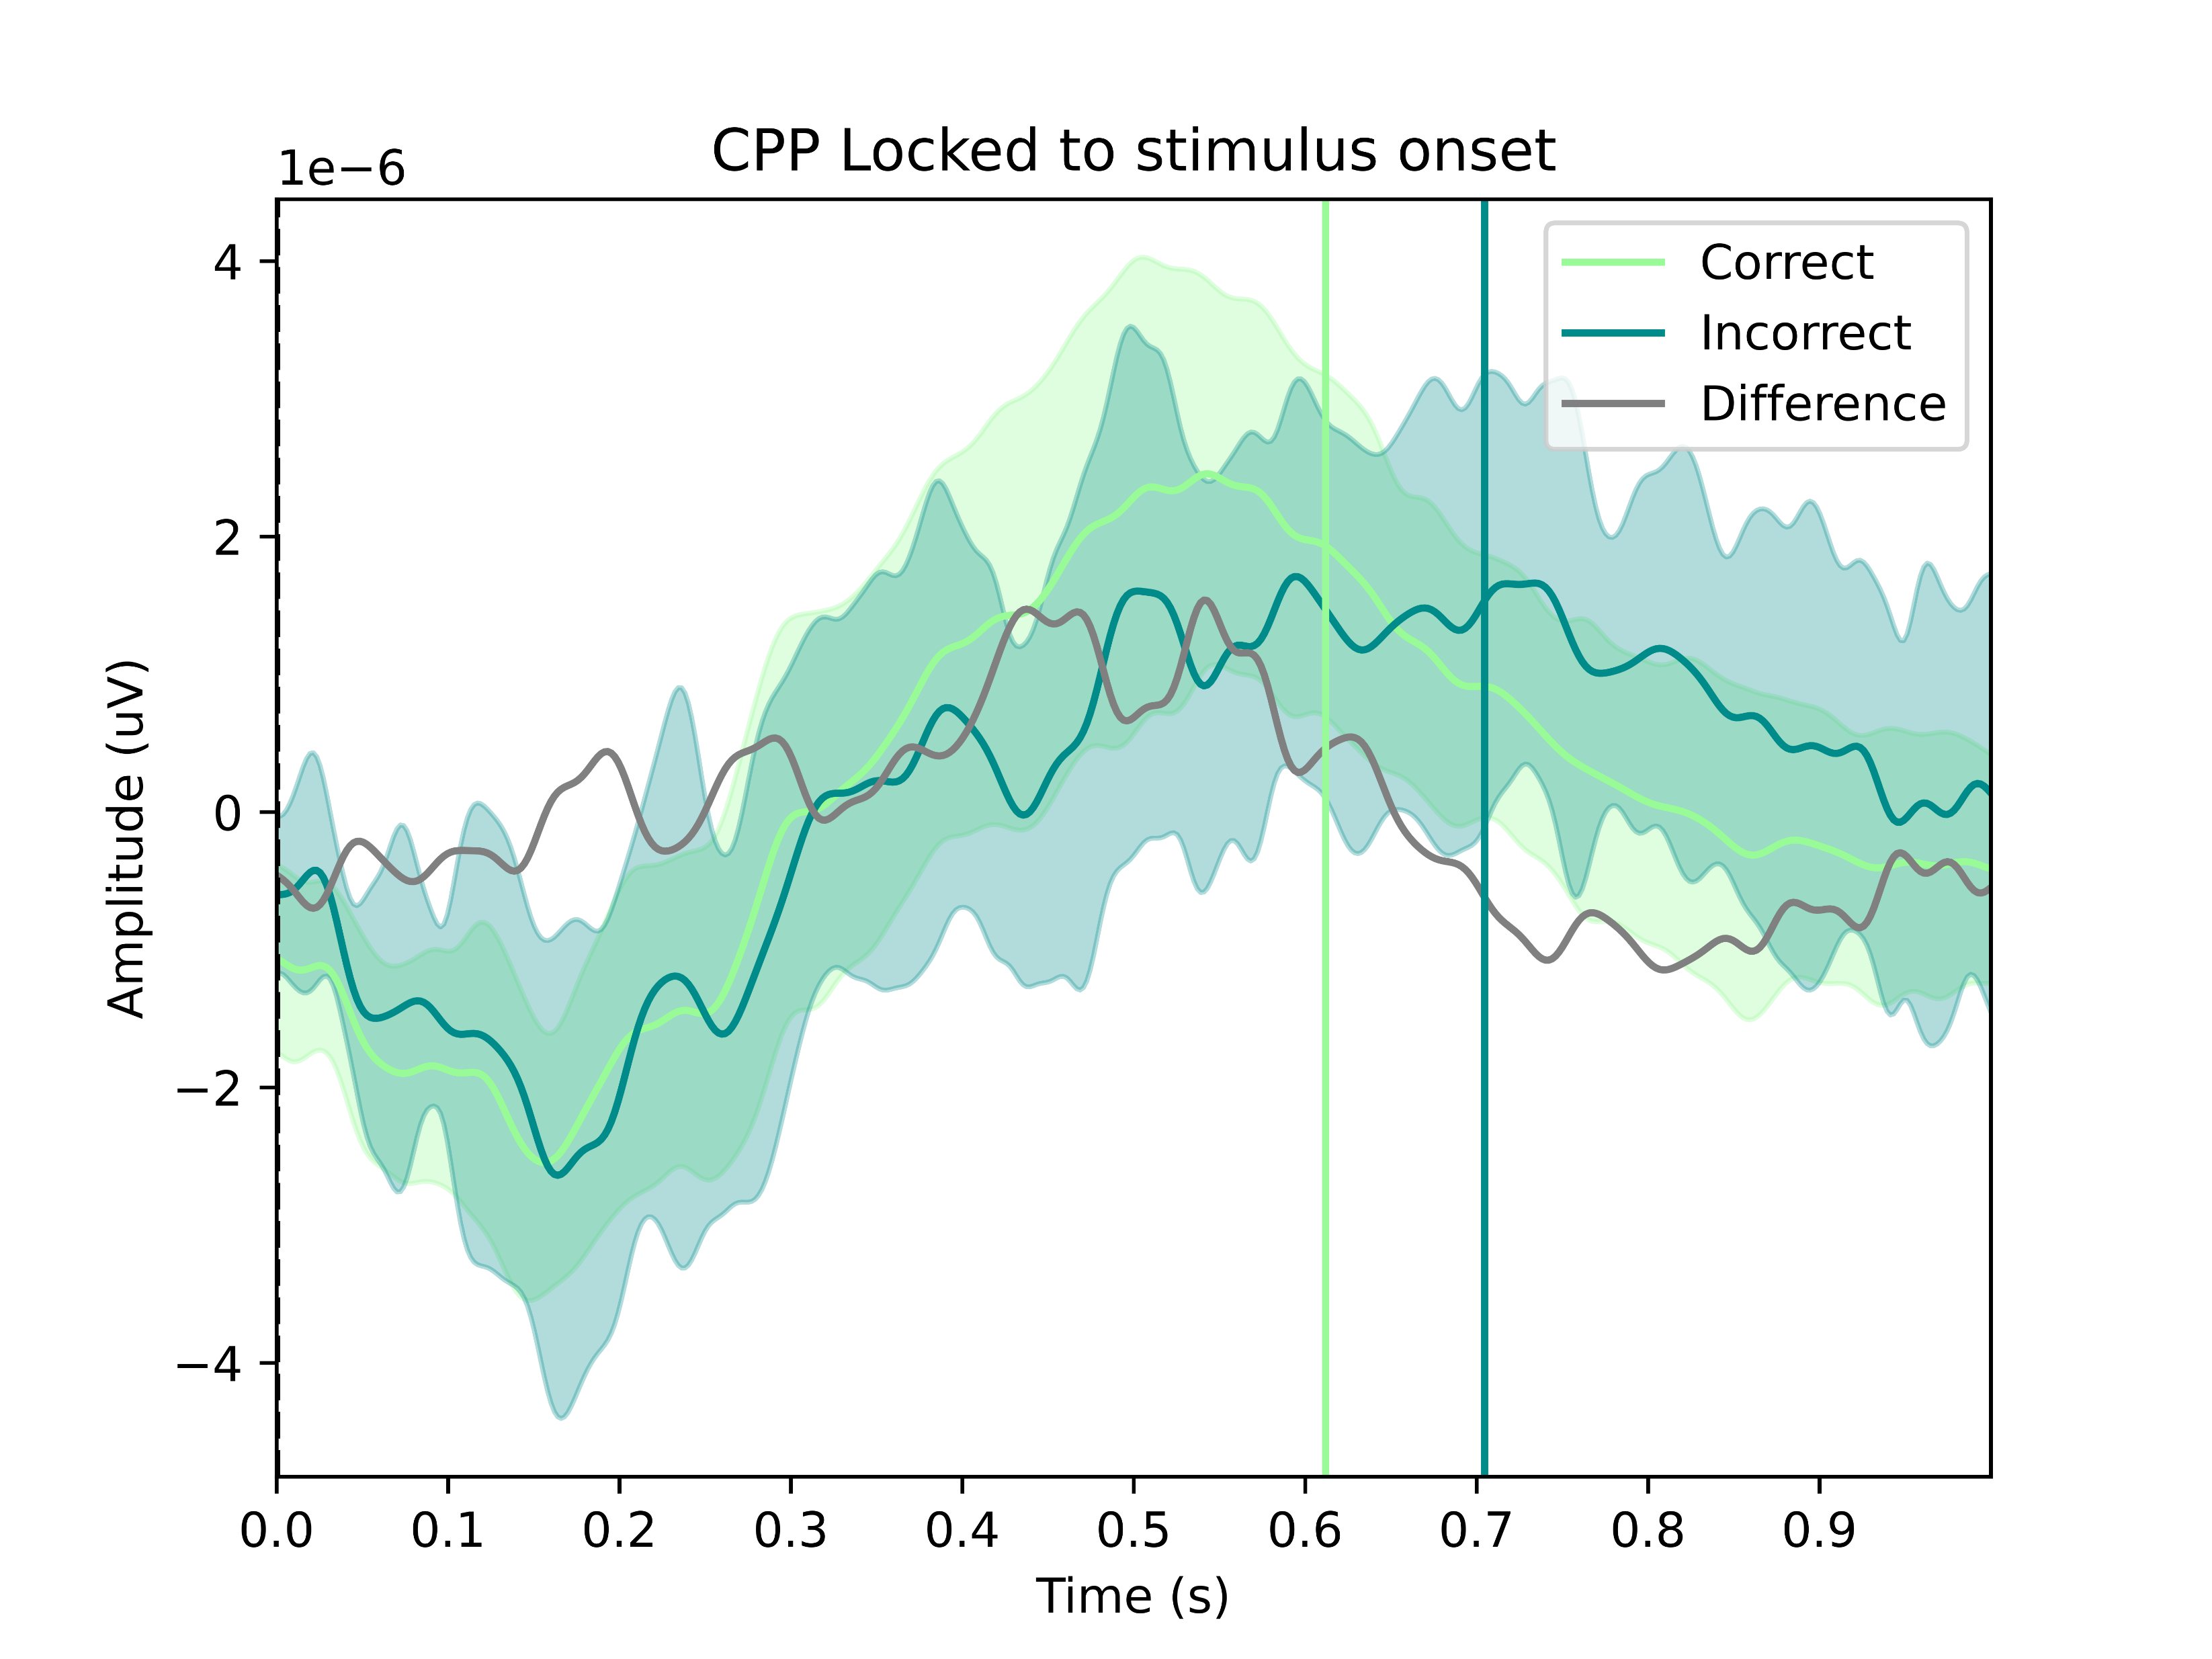 CPP Locked to stimulus onset
1e−6
Correct
Incorrect
Difference
4
2
0
−2
−4
Amplitude (uV)
0.0 0.1 0.2 0.3 0.4 0.5 0.6 0.7 0.8 0.9
Time (s)